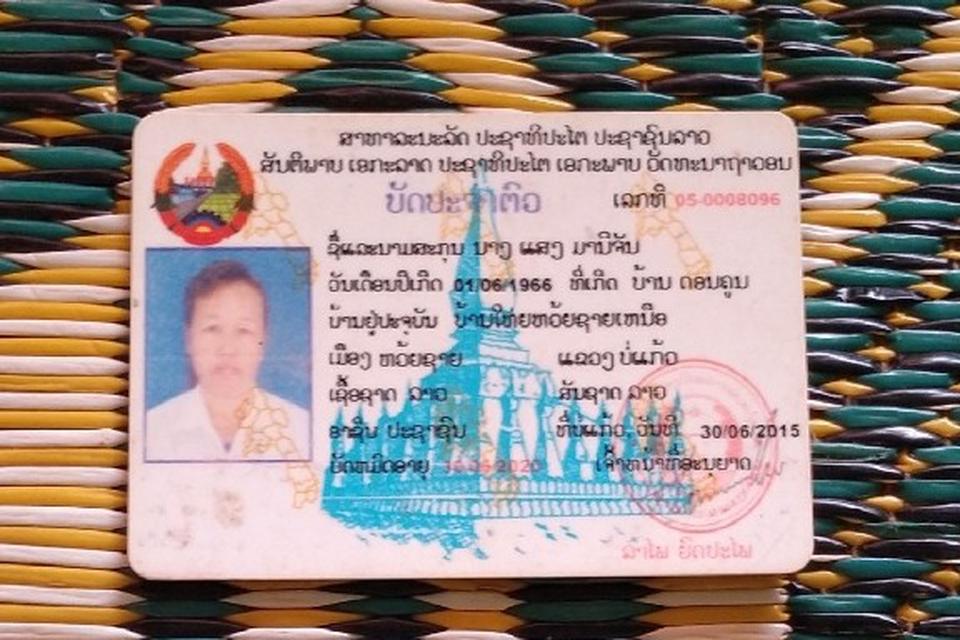 ສາທາລະນະລັດ ປະຊາທິປະໄຕ ປະຊາຊົນລາວ
ສັນຕິພາບ ເອກະລາດ ປະຊາທິປະໄຕ ເອກະພາບ ວັດທະນາຖາວອນ
ບັດປະຈຳຕົວ ເລກທີ 05-0008096
ຊື່ແລະນາມສະກຸນ ນາງ ແສງ ມານີຈັນ
ວັນເດືອນປີເກີດ 01/06/1966 ທີ່ເກີດ ບ້ານ ດອນຄູນ
ບ້ານຢູ່ປະຈຸບັນ ບ້ານໃຫຍ່ຫ້ວຍຊາຍເຫນືອ
ເມືອງ ຫ້ວຍຊາຍ ແຂວງ ບໍ່ແກ້ວ
ເຊື້ອຊາດ ລາວ ສັນຊາດ ລາວ
ອາຊີບ ປະຊາຊົນ ທີ່ບໍ່ແກ້ວ, ວັນທີ 30/06/2015
ບັດຫມົດອາຍຸ 30/06/2020 ເຈົ້າຫນ້າທີ່ອະນຸຍາດ